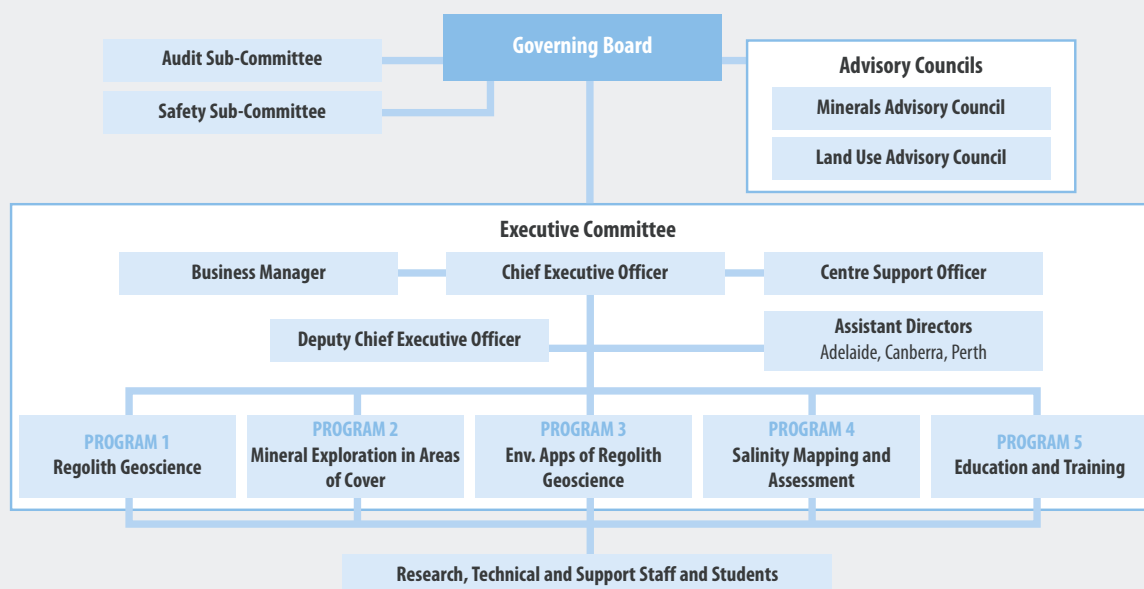 Governing Board
Audit Sub-Committee
Safety Sub-Committee
Advisory Councils
Minerals Advisory Council
Land Use Advisory Council
Executive Committee
Business Manager
Chief Executive Officer
Centre Support Officer
Deputy Chief Executive Officer
Assistant Directors
Adelaide, Canberra, Perth
PROGRAM 1
Regolith Geoscience
PROGRAM 2
Mineral Exploration in Areas
of Cover
PROGRAM 3
Env. Apps of Regolith
Geoscience
PROGRAM 4
Salinity Mapping and
Assessment
PROGRAM 5
Education and Training
Research, Technical and Support Staff and Students